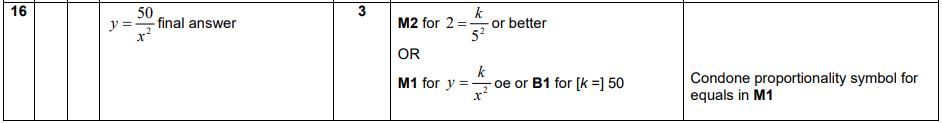 16
y = 50/x² final answer
3
M2 for 2 = k/5² or better
OR
M1 for y = k/x² oe or B1 for [k =] 50
Condone proportionality symbol for
equals in M1